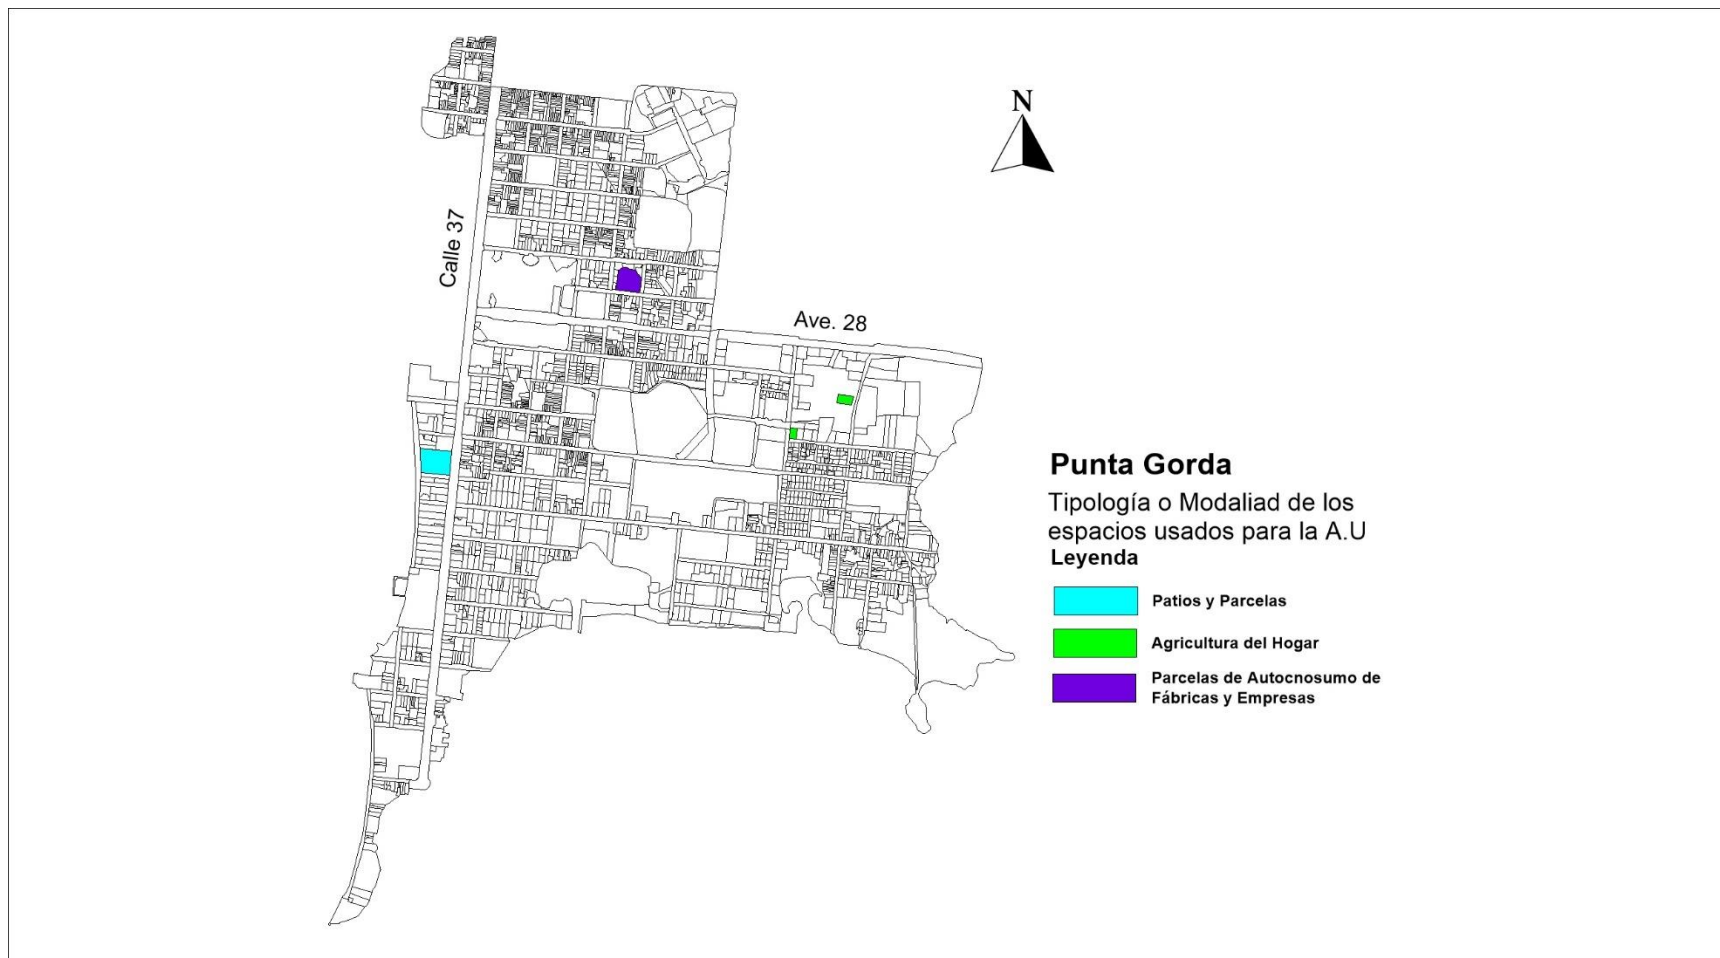 N
Calle 37
Ave. 28
Punta Gorda
Tipología o Modaliad de los
espacios usados para la A.U
Leyenda
Patios y Parcelas
Agricultura del Hogar
Parcelas de Autocnosumo de
Fábricas y Empresas